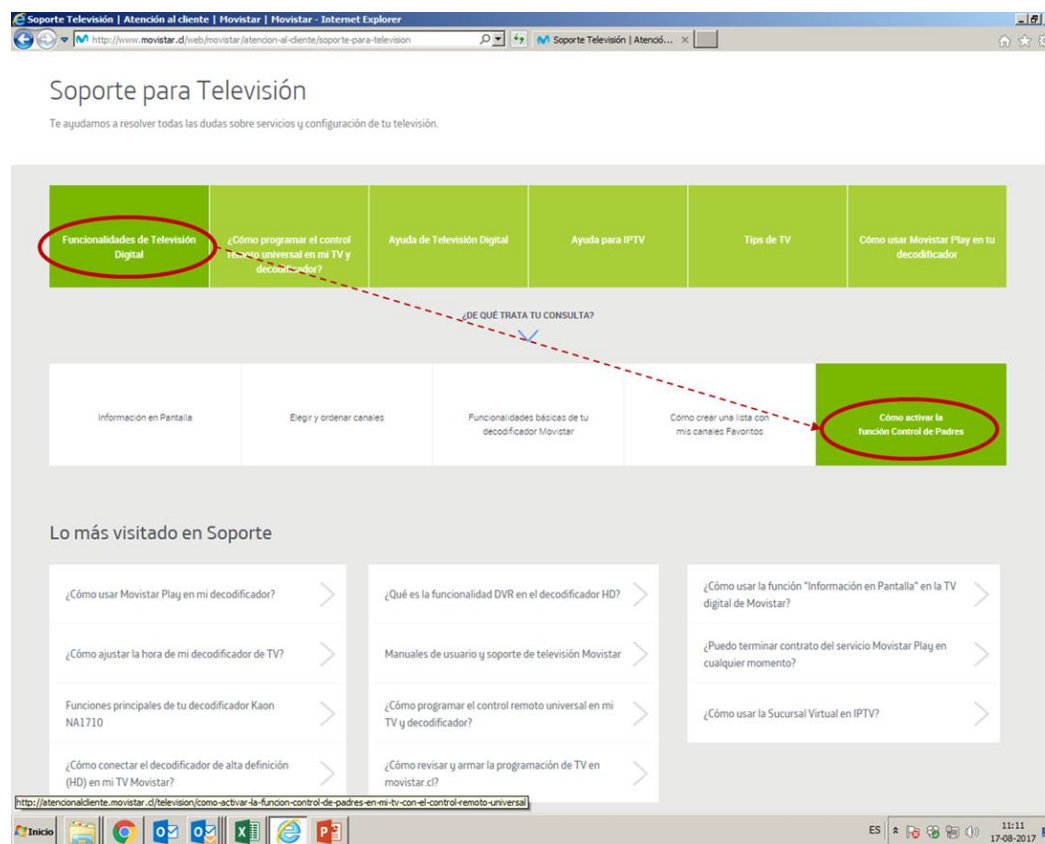 Soporte Televisión | Atención al cliente | Movistar | Movistar - Internet Explorer
http://www.movistar.cl/web/movistar/atencion-al-cliente/soporte-para-television
Soporte Televisión | Atenció...
Soporte para Televisión
Te ayudamos a resolver todas las dudas sobre servicios y configuración de tu televisión.
Funcionalidades de Televisión
Digital
¿Cómo programar el control
remoto universal en mi TV y
decodificador?
Ayuda de Televisión Digital
Ayuda para IPTV
Tips de TV
Cómo usar Movistar Play en tu
decodificador
¿DE QUÉ TRATA TU CONSULTA?
Información en Pantalla
Elegir y ordenar canales
Funcionalidades básicas de tu
decodificador Movistar
Cómo crear una lista con
mis canales Favoritos
Cómo activar la
función Control de Padres
Lo más visitado en Soporte
¿Cómo usar Movistar Play en mi decodificador?
¿Cómo ajustar la hora de mi decodificador de TV?
Funciones principales de tu decodificador Kaon
NA1710
¿Cómo conectar el decodificador de alta definición
(HD) en mi TV Movistar?
¿Qué es la funcionalidad DVR en el decodificador HD?
Manuales de usuario y soporte de televisión Movistar
¿Cómo programar el control remoto universal en mi
TV y decodificador?
¿Cómo revisar y armar la programación de TV en
movistar.cl?
¿Cómo usar la función "Información en Pantalla" en la TV
digital de Movistar?
¿Puedo terminar contrato del servicio Movistar Play en
cualquier momento?
¿Cómo usar la Sucursal Virtual en IPTV?
http://atencionalcliente.movistar.cl/television/como-activar-la-funcion-control-de-padres-en-mi-tv-con-el-control-remoto-universal
Inicio
ES
11:11
17-08-2017